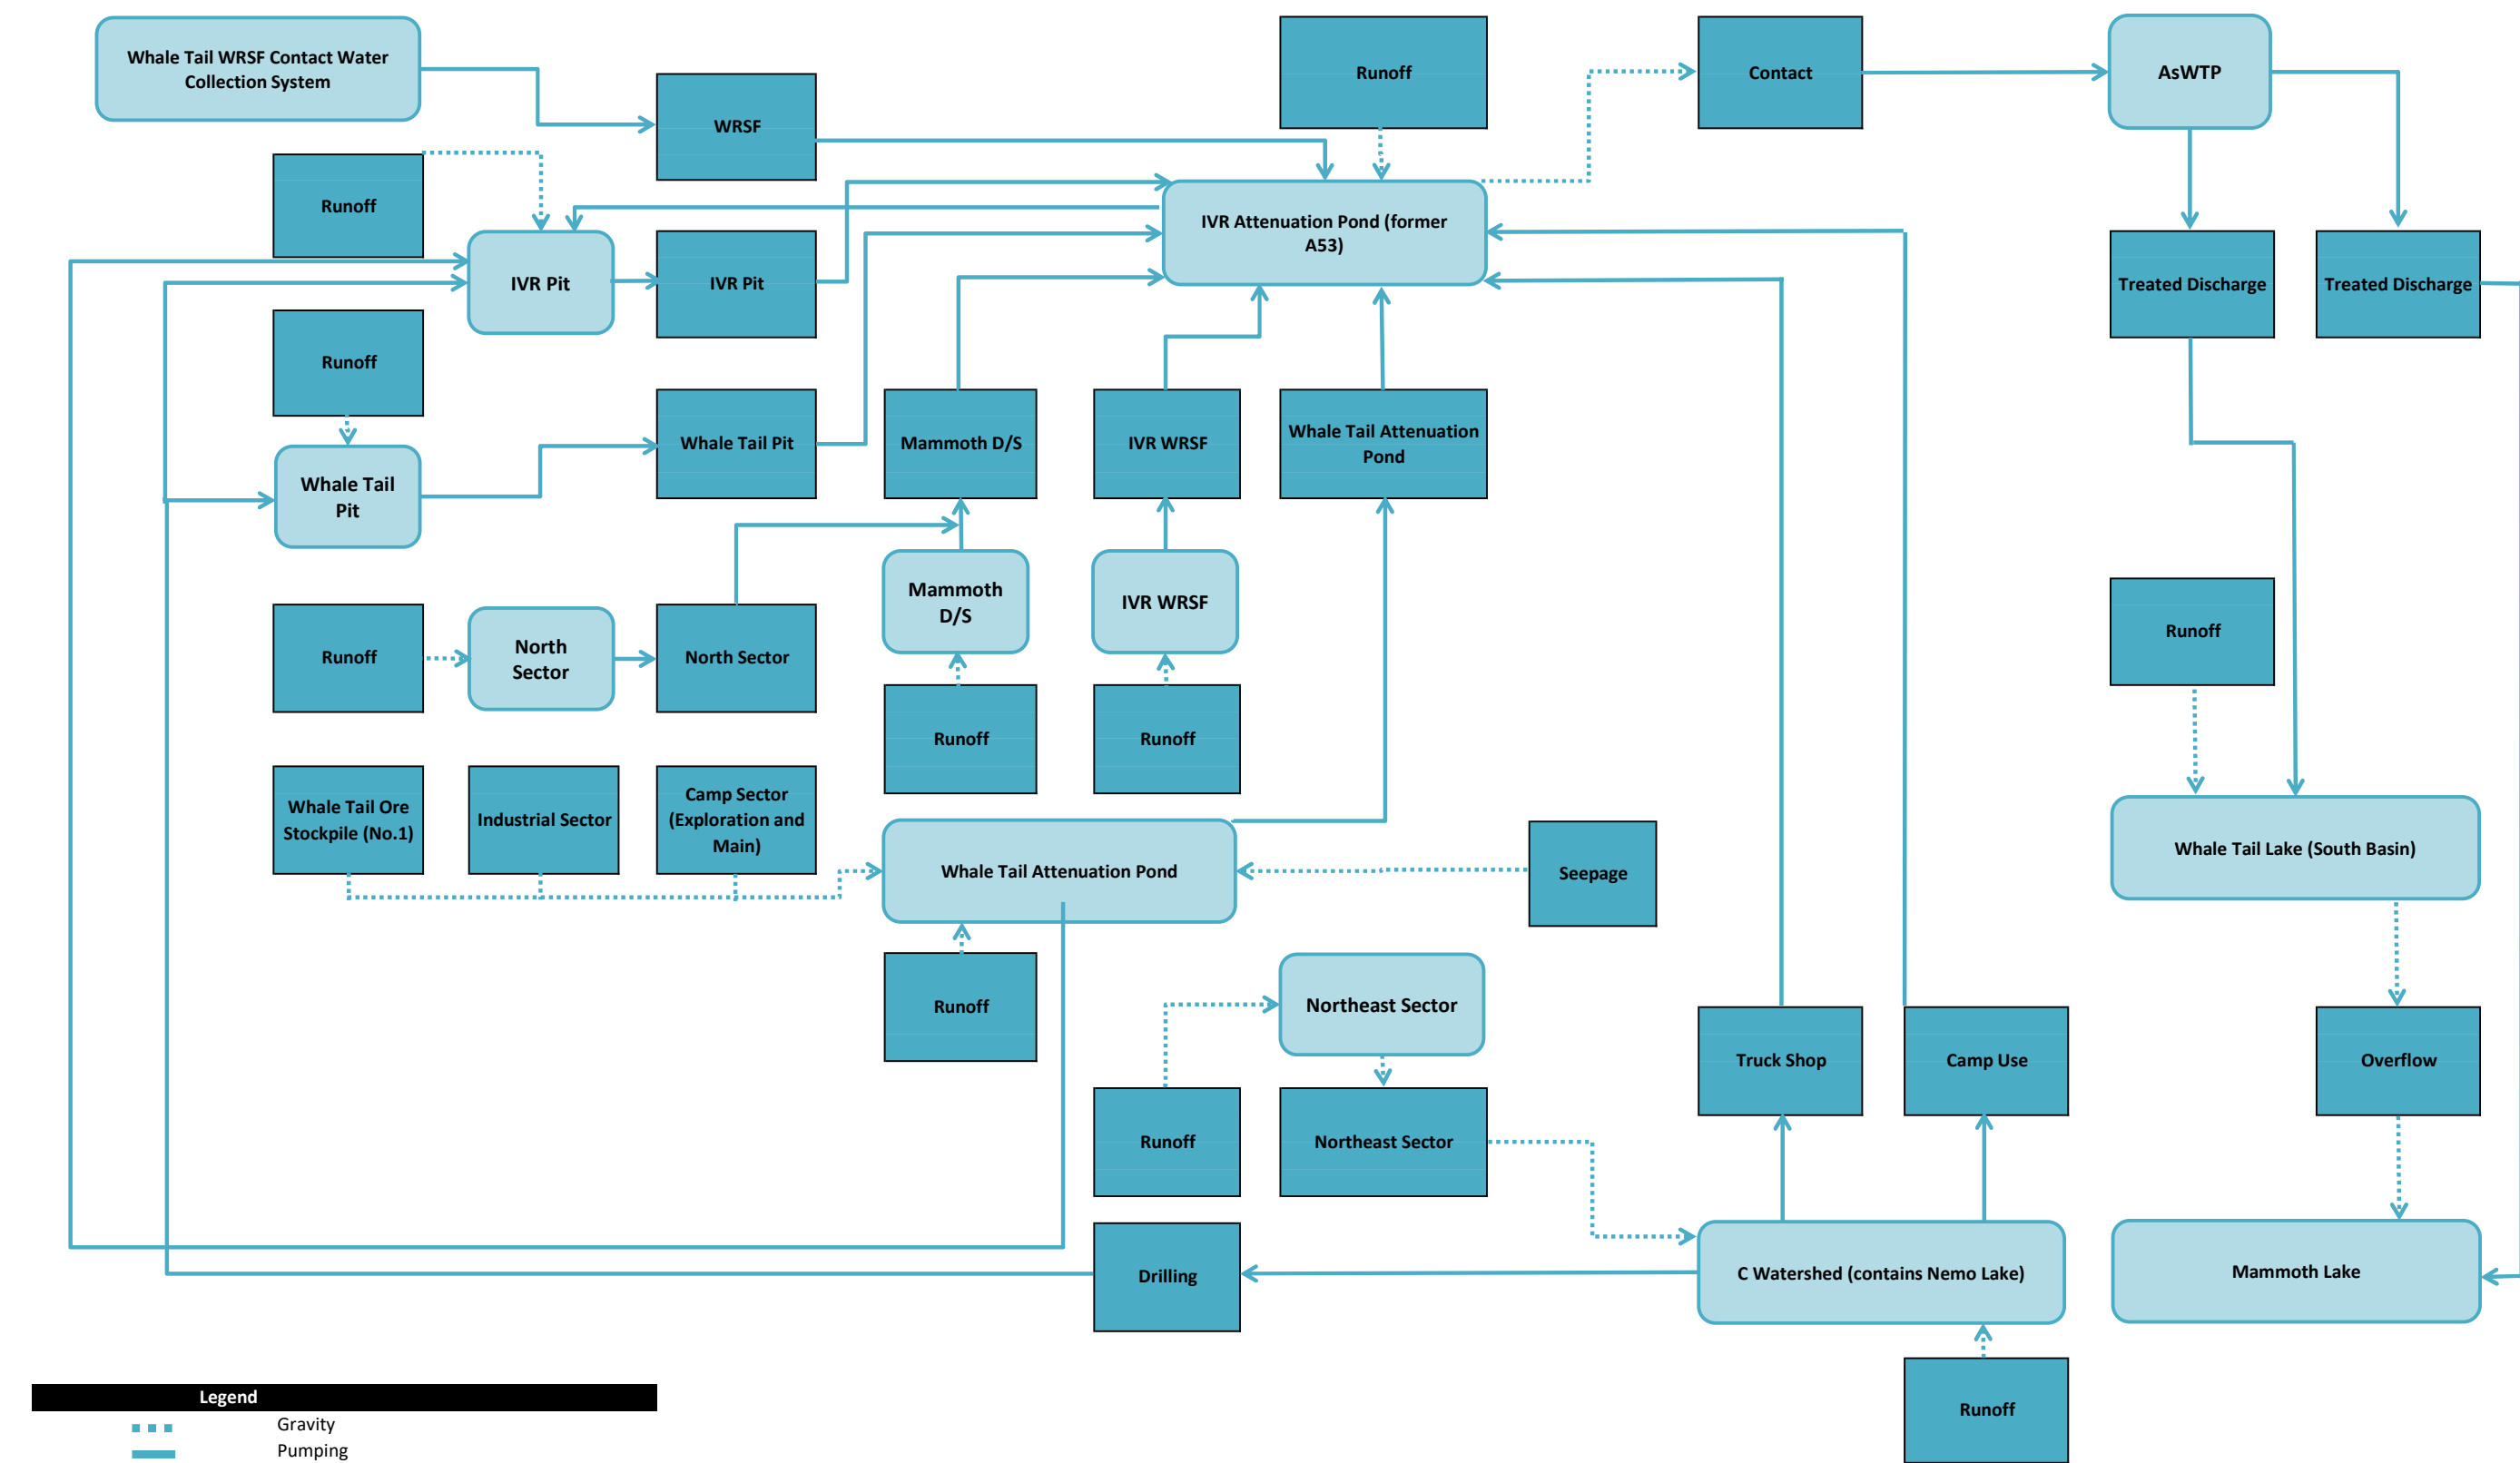 Whale Tail WRSF Contact Water
Collection System
WRSF
Runoff
Contact
AsWTP
Runoff
IVR Pit
IVR Pit
IVR Attenuation Pond (former
A53)
Treated Discharge
Treated Discharge
Runoff
Whale Tail
Pit
Whale Tail Pit
Mammoth D/S
IVR WRSF
Whale Tail Attenuation
Pond
Mammoth
D/S
IVR WRSF
Runoff
North
Sector
North Sector
Runoff
Runoff
Runoff
Whale Tail Ore
Stockpile (No.1)
Industrial Sector
Camp Sector
(Exploration and
Main)
Whale Tail Attenuation Pond
Seepage
Whale Tail Lake (South Basin)
Runoff
Northeast Sector
Runoff
Northeast Sector
Truck Shop
Camp Use
Overflow
Drilling
C Watershed (contains Nemo Lake)
Mammoth Lake
Runoff
Legend
Gravity
Pumping